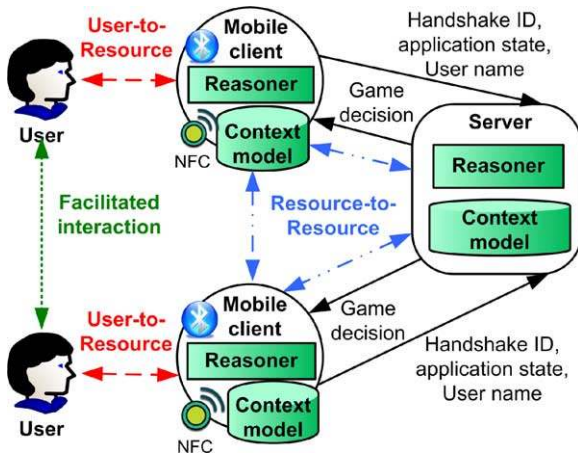 User-to-
Resource
Mobile
client
Handshake ID,
application state,
User name
Reasoner
Game
decision
Server
User
NFC
Context
model
Reasoner
Facilitated
interaction
Resource-to-
Resource
Context
model
User-to-
Resource
Mobile
client
Game
decision
Reasoner
Handshake ID,
application state,
User name
User
NFC
Context
model